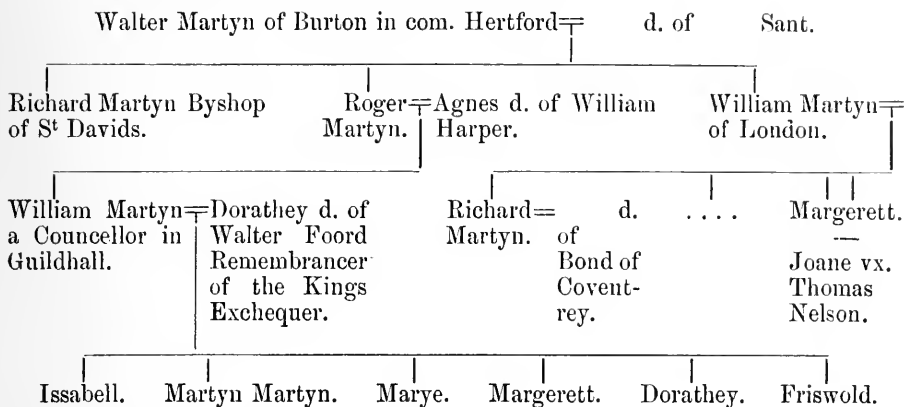 Walter Martyn of Burton in com. Hertford= d. of Sant.
Richard Martyn Byshop
of St Davids.
Roger=Agnes d. of William
Martyn. Harper.
William Martyn=
of London.
William Martyn=Dorathey d. of
a Councellor in Walter Foord
Guildhall. Remembrancer
of the Kings
Exchequer.
Richard= d.
Martyn. of
Bond of
Covent-
rey.
. . . .
Margerett.
—
Joane vx.
Thomas
Nelson.
Issabell. Martyn Martyn. Marye. Margerett. Dorathey. Friswold.